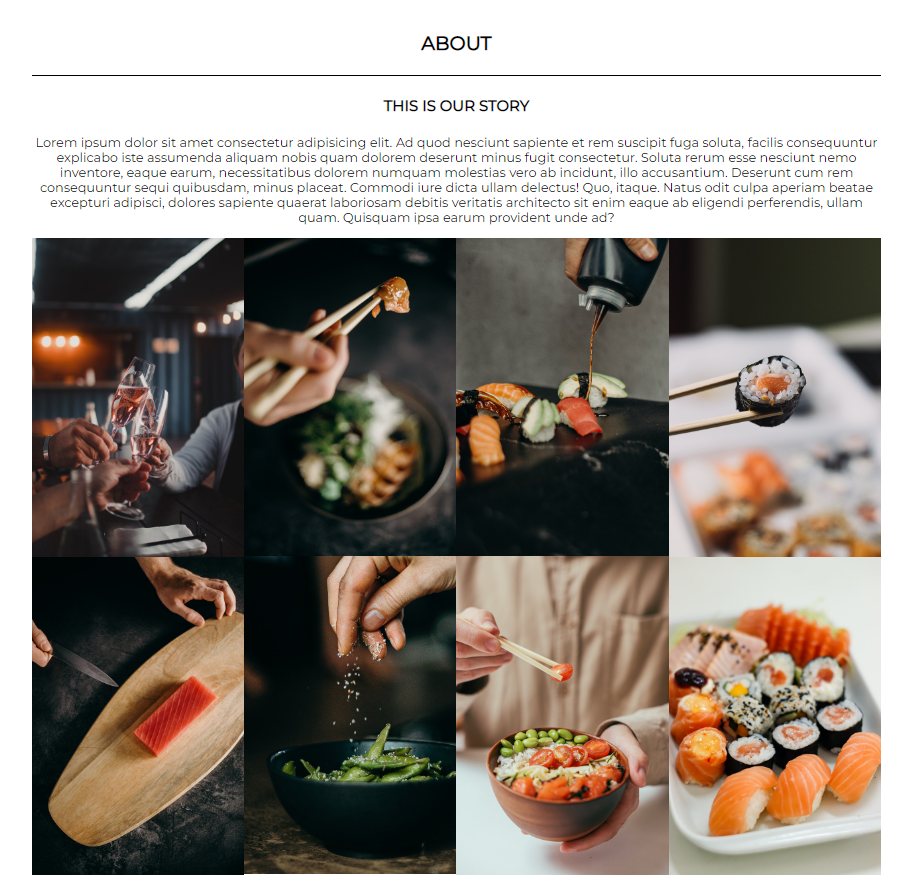 ABOUT
THIS IS OUR STORY
Lorem ipsum dolor sit amet consectetur adipisicing elit. Ad quod nesciunt sapiente et rem suscipit fuga soluta, facilis consequuntur
explicabo iste assumenda aliquam nobis quam dolorem deserunt minus fugit consectetur. Soluta rerum esse nesciunt nemo
inventore, eaque earum, necessitatibus dolorem numquam molestias vero ab incidunt, illo accusantium. Deserunt cum rem
consequuntur sequi quibusdam, minus placeat. Commodi iure dicta ullam delectus! Quo, itaque. Natus odit culpa aperiam beatae
excepturi adipisci, dolores sapiente quaerat laboriosam debitis veritatis architecto sit enim eaque ab eligendi perferendis, ullam
quam. Quisquam ipsa earum provident unde ad?